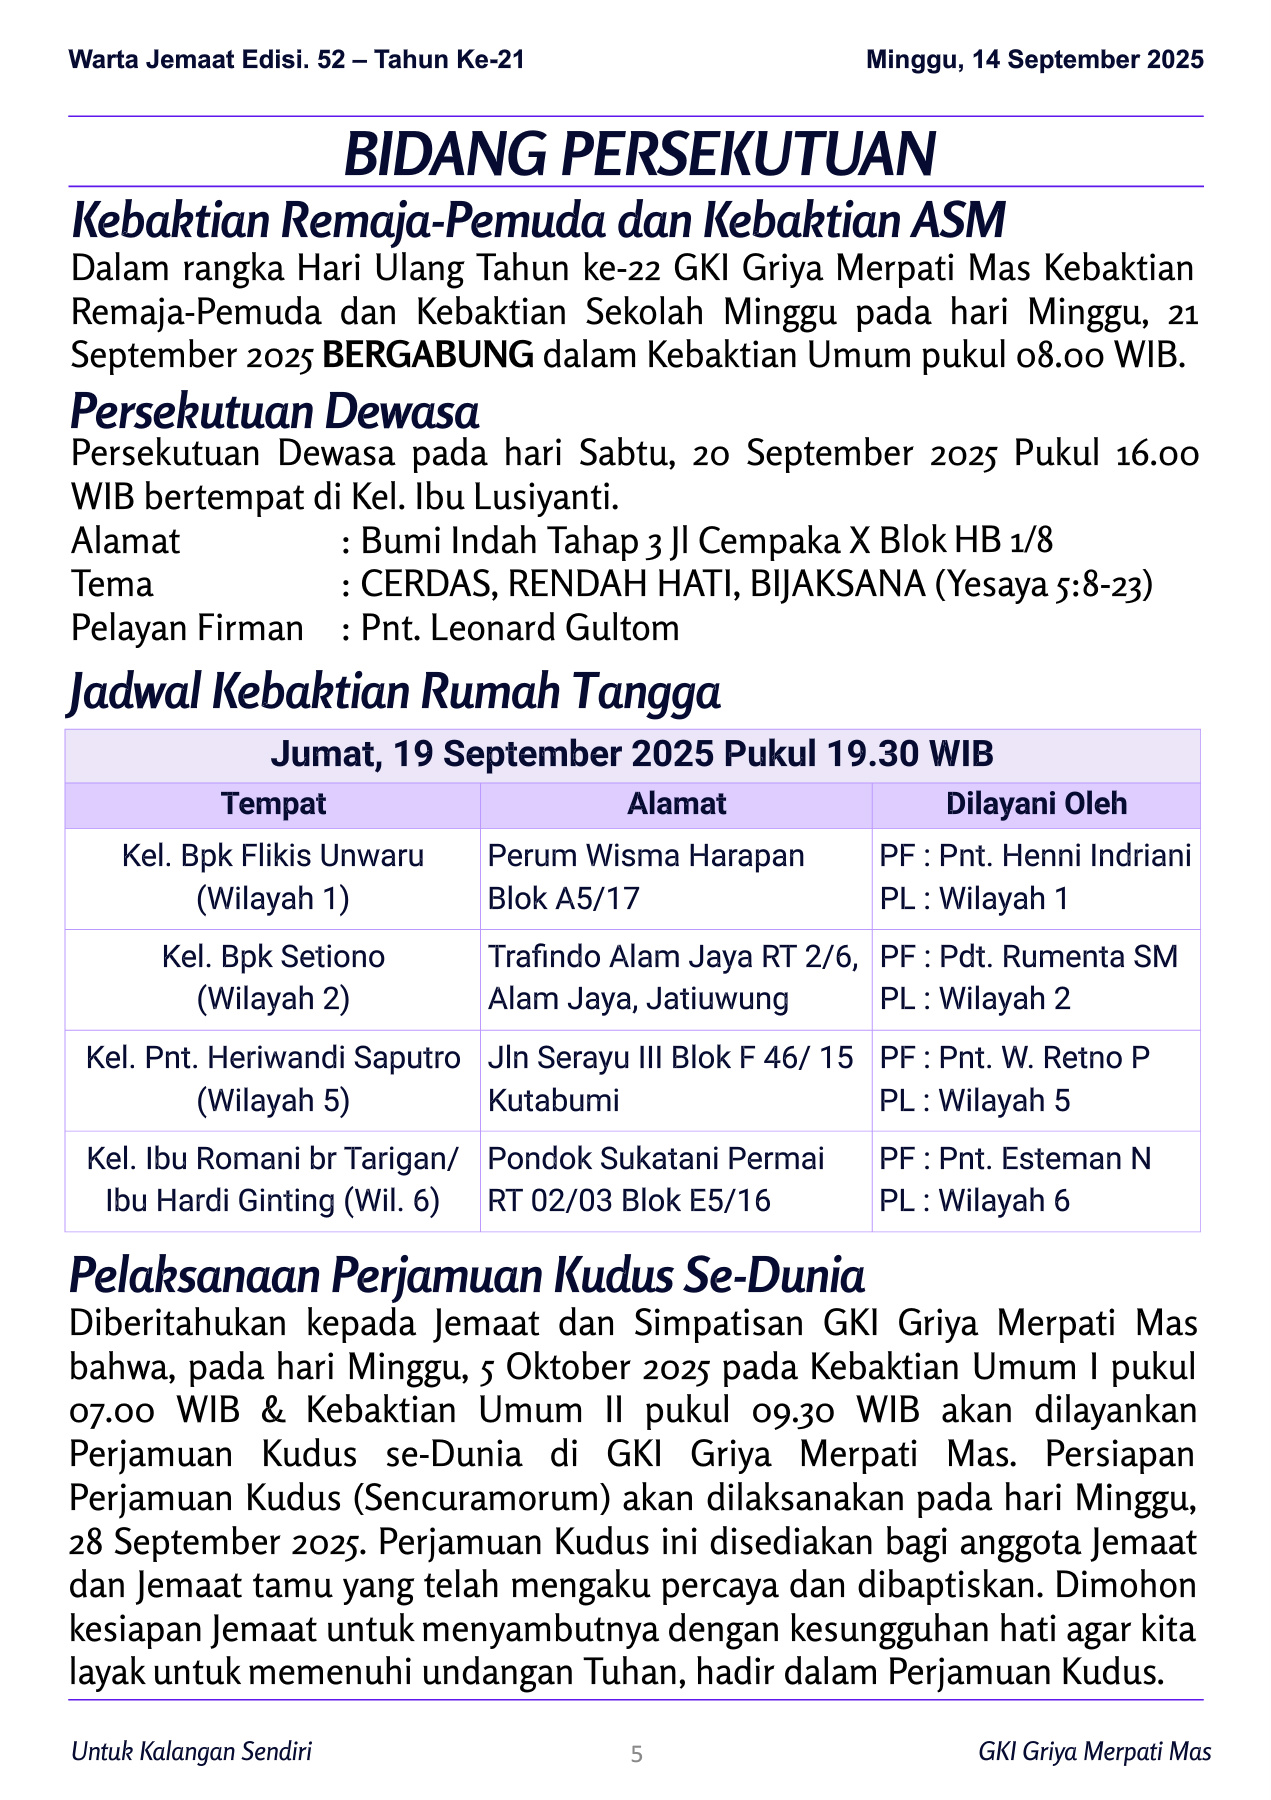 Warta Jemaat Edisi. 52 – Tahun Ke-21 Minggu, 14 September 2025
BIDANG PERSEKUTUAN
Kebaktian Remaja-Pemuda dan Kebaktian ASM
Dalam rangka Hari Ulang Tahun ke-22 GKI Griya Merpati Mas Kebaktian
Remaja-Pemuda dan Kebaktian Sekolah Minggu pada hari Minggu, 21
September 2025 BERGABUNG dalam Kebaktian Umum pukul 08.00 WIB.
Persekutuan Dewasa
Persekutuan Dewasa pada hari Sabtu, 20 September 2025 Pukul 16.00
WIB bertempat di Kel. Ibu Lusiyanti.
Alamat : Bumi Indah Tahap 3 Jl Cempaka X Blok HB 1/8
Tema : CERDAS, RENDAH HATI, BIJAKSANA (Yesaya 5:8-23)
Pelayan Firman : Pnt. Leonard Gultom
Jadwal Kebaktian Rumah Tangga
Jumat, 19 September 2025 Pukul 19.30 WIB
Tempat Alamat Dilayani Oleh
Kel. Bpk Flikis Unwaru Perum Wisma Harapan PF : Pnt. Henni Indriani
(Wilayah 1) Blok A5/17 PL : Wilayah 1
Kel. Bpk Setiono Trafindo Alam Jaya RT 2/6, PF : Pdt. Rumenta SM
(Wilayah 2) Alam Jaya, Jatiuwung PL : Wilayah 2
Kel. Pnt. Heriwandi Saputro Jln Serayu III Blok F 46/ 15 PF : Pnt. W. Retno P
(Wilayah 5) Kutabumi PL : Wilayah 5
Kel. Ibu Romani br Tarigan/ Pondok Sukatani Permai PF : Pnt. Esteman N
Ibu Hardi Ginting (Wil. 6) RT 02/03 Blok E5/16 PL : Wilayah 6
Pelaksanaan Perjamuan Kudus Se-Dunia
Diberitahukan kepada Jemaat dan Simpatisan GKI Griya Merpati Mas
bahwa, pada hari Minggu, 5 Oktober 2025 pada Kebaktian Umum I pukul
07.00 WIB & Kebaktian Umum II pukul 09.30 WIB akan dilayankan
Perjamuan Kudus se-Dunia di GKI Griya Merpati Mas. Persiapan
Perjamuan Kudus (Sencuramorum) akan dilaksanakan pada hari Minggu,
28 September 2025. Perjamuan Kudus ini disediakan bagi anggota Jemaat
dan Jemaat tamu yang telah mengaku percaya dan dibaptiskan. Dimohon
kesiapan Jemaat untuk menyambutnya dengan kesungguhan hati agar kita
layak untuk memenuhi undangan Tuhan, hadir dalam Perjamuan Kudus.
Untuk Kalangan Sendiri 5 GKI Griya Merpati Mas